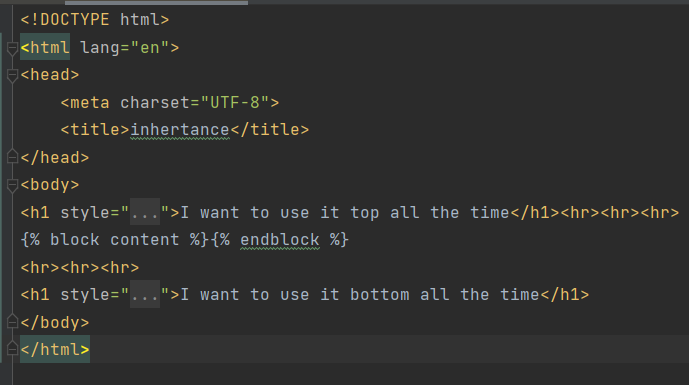 <!DOCTYPE html>
<html lang="en">
<head>
    <meta charset="UTF-8">
    <title>inhertance</title>
</head>
<body>
<h1 style="...">I want to use it top all the time</h1><hr><hr><hr>
{% block content %}{% endblock %}
<hr><hr><hr>
<h1 style="...">I want to use it bottom all the time</h1>
</body>
</html>